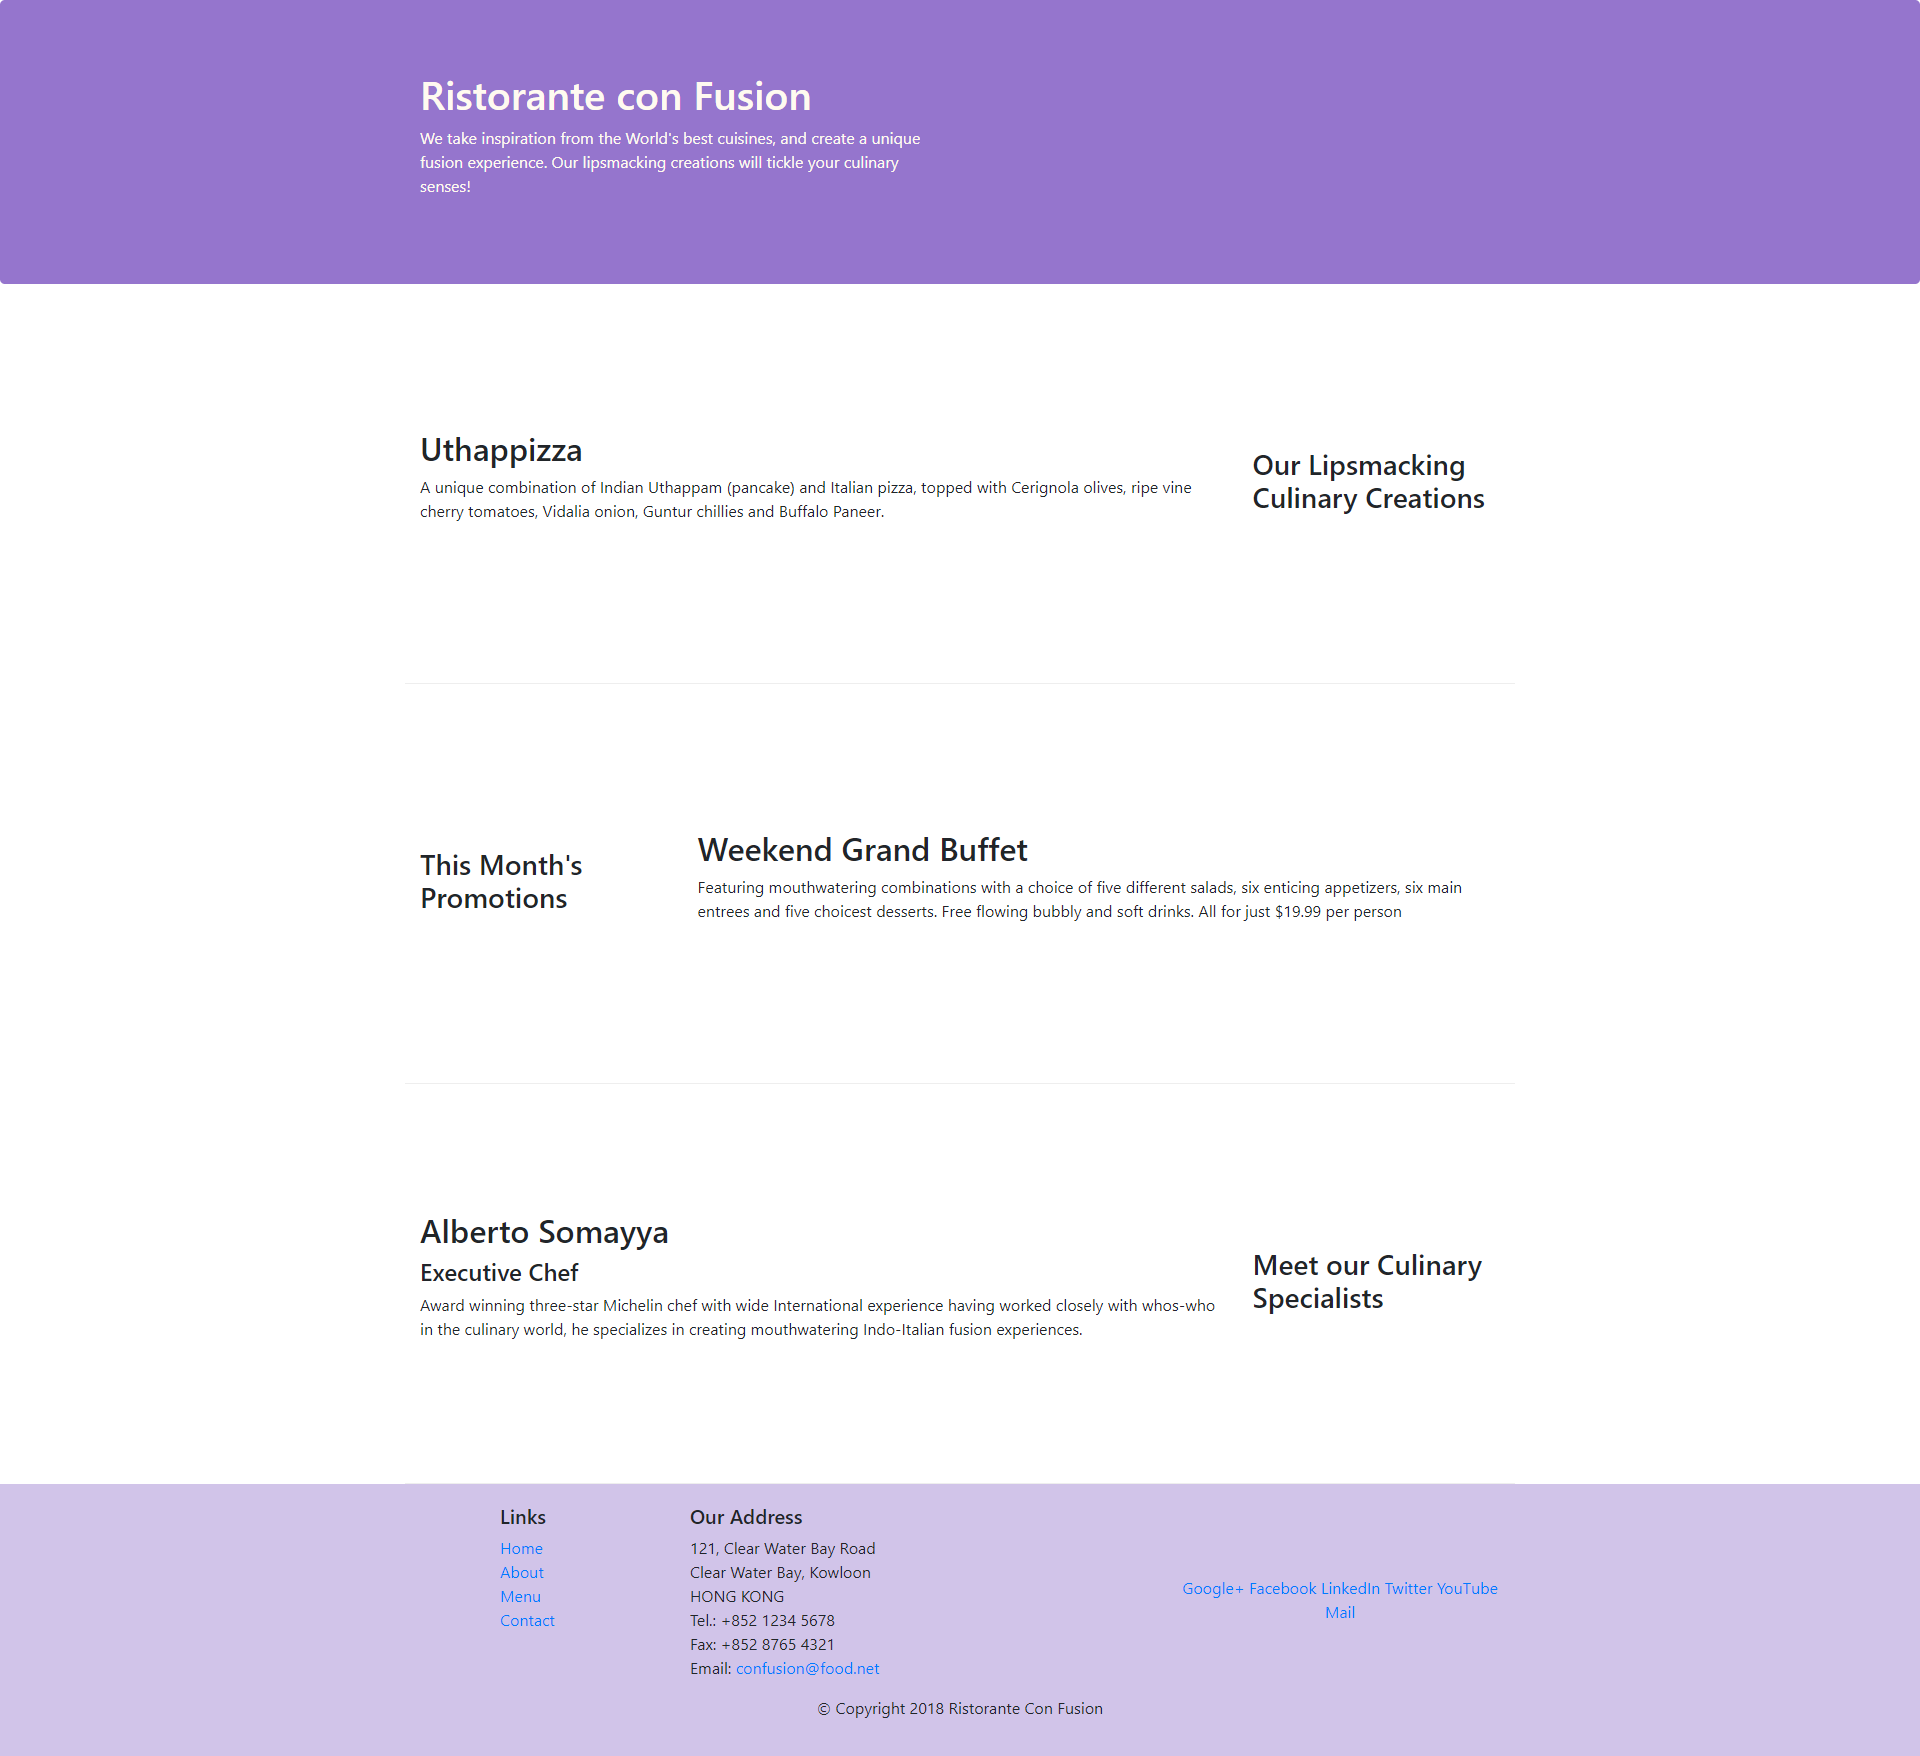 Ristorante con Fusion
We take inspiration from the World's best cuisines, and create a unique
fusion experience. Our lipsmacking creations will tickle your culinary
senses!
Uthappizza
A unique combination of Indian Uthappam (pancake) and Italian pizza, topped with Cerignola olives, ripe vine
cherry tomatoes, Vidalia onion, Guntur chillies and Buffalo Paneer.
Our Lipsmacking
Culinary Creations
This Month's
Promotions
Weekend Grand Buffet
Featuring mouthwatering combinations with a choice of five different salads, six enticing appetizers, six main
entrees and five choicest desserts. Free flowing bubbly and soft drinks. All for just $19.99 per person
Alberto Somayya
Executive Chef
Award winning three-star Michelin chef with wide International experience having worked closely with whos-who
in the culinary world, he specializes in creating mouthwatering Indo-Italian fusion experiences.
Meet our Culinary
Specialists
Links
Home
About
Menu
Contact
Our Address
121, Clear Water Bay Road
Clear Water Bay, Kowloon
HONG KONG
Tel.: +852 1234 5678
Fax: +852 8765 4321
Email: confusion@food.net
Google+ Facebook LinkedIn Twitter YouTube
Mail
© Copyright 2018 Ristorante Con Fusion